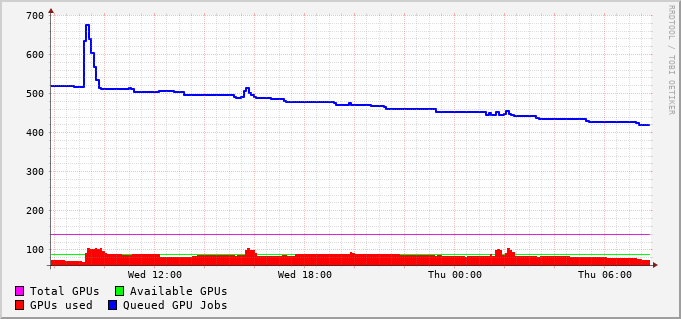 700
600
500
400
300
200
100
Wed 12:00 Wed 18:00 Thu 00:00 Thu 06:00
Total GPUs Available GPUs
GPUs used Queued GPU Jobs
RRDTOOL / TOBI OETIKER